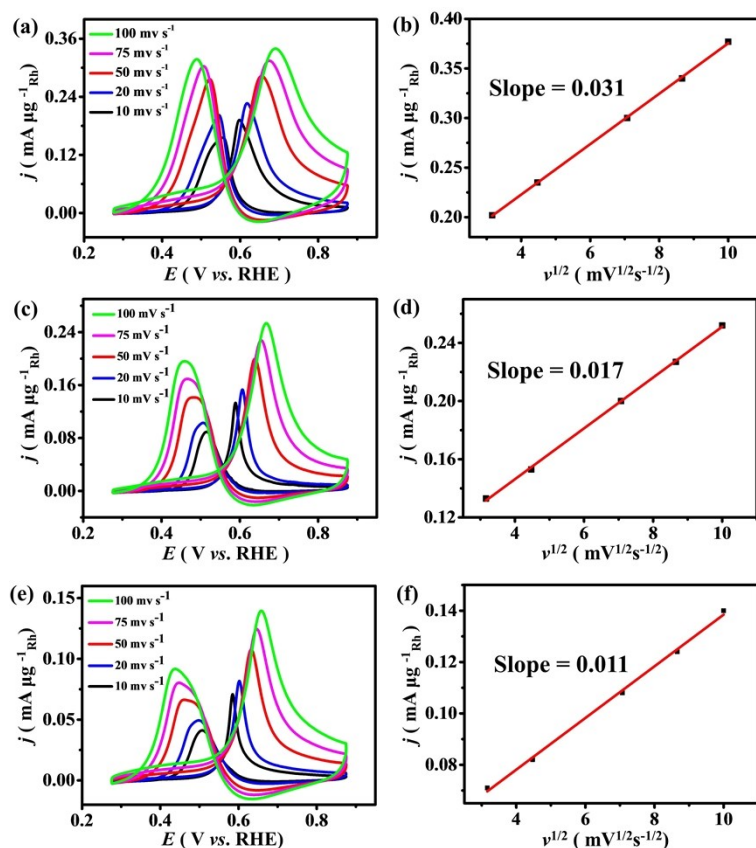 (a)
100 mv s⁻¹
75 mv s⁻¹
50 mv s⁻¹
20 mv s⁻¹
10 mv s⁻¹
0.36
0.24
0.12
0.00
j ( mA μg ⁻¹Rh)
0.2 0.4 0.6 0.8
E ( V vs. RHE )
(b)
Slope = 0.031
0.40
0.35
0.30
0.25
0.20
j ( mA μg ⁻¹Rh)
4 6 8 10
v¹/² ( mV¹/²s⁻¹/²)
(c)
100 mV s⁻¹
75 mV s⁻¹
50 mV s⁻¹
20 mV s⁻¹
10 mV s⁻¹
0.24
0.16
0.08
0.00
j ( mA μg ⁻¹Rh)
0.2 0.4 0.6 0.8
E ( V vs. RHE )
(d)
Slope = 0.017
0.24
0.20
0.16
0.12
j ( mA μg ⁻¹Rh)
4 6 8 10
v¹/² ( mV¹/²s⁻¹/²)
(e)
100 mv s⁻¹
75 mv s⁻¹
50 mv s⁻¹
20 mv s⁻¹
10 mv s⁻¹
0.15
0.10
0.05
0.00
j ( mA μg ⁻¹Rh)
0.2 0.4 0.6 0.8
E ( V vs. RHE)
(f)
Slope = 0.011
0.14
0.12
0.10
0.08
j ( mA μg ⁻¹Rh)
4 6 8 10
v¹/² ( mV¹/²s⁻¹/²)